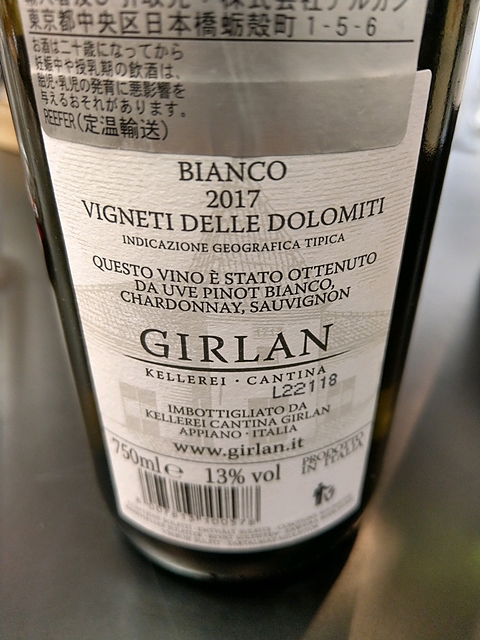 東京都中央区日本橋蛎殻町1-5-6
お酒は二十歳になってから
妊娠中や授乳期の飲酒は、
胎児・乳児の発育に悪影響を
与えるおそれがあります。
REEFER(定温輸送)
BIANCO
2017
VIGNETI DELLE DOLOMITI
INDICAZIONE GEOGRAFICA TIPICA
QUESTO VINO È STATO OTTENUTO
DA UVE PINOT BIANCO,
CHARDONNAY, SAUVIGNON
GIRLAN
KELLEREI · CANTINA
L22118
IMBOTTIGLIATO DA
KELLEREI CANTINA GIRLAN
APPIANO · ITALIA
www.girlan.it
750ml e 13% vol
PRODOTTO
IN ITALIA